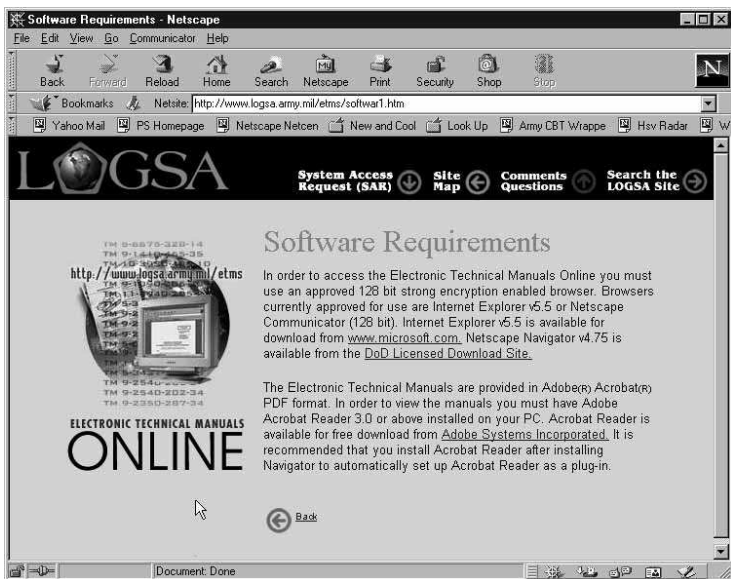 Software Requirements - Netscape
File Edit View Go Communicator Help
Back Forward Reload Home Search Netscape Print Security Shop Stop
N
Bookmarks Netsite: http://www.logsa.army.mil/etms/softwar1.htm
Yahoo Mail PS Homepage Netscape Netcen New and Cool Look Up Army CBT Wrappe Hsv Radar W
LOGSA
System Access Request (SAR)
Site Map
Comments Questions
Search the LOGSA Site
http://www.logsa.army.mil/etms
TM 9-2540-202-34
TM 9-2350-287-34
ELECTRONIC TECHNICAL MANUALS
ONLINE
Software Requirements
In order to access the Electronic Technical Manuals Online you must
use an approved 128 bit strong encryption enabled browser. Browsers
currently approved for use are Internet Explorer v5.5 or Netscape
Communicator (128 bit). Internet Explorer v5.5 is available for
download from www.microsoft.com. Netscape Navigator v4.75 is
available from the DoD Licensed Download Site.
The Electronic Technical Manuals are provided in Adobe(R) Acrobat(R)
PDF format. In order to view the manuals you must have Adobe
Acrobat Reader 3.0 or above installed on your PC. Acrobat Reader is
available for free download from Adobe Systems Incorporated. It is
recommended that you install Acrobat Reader after installing
Navigator to automatically set up Acrobat Reader as a plug-in.
Back
Document: Done